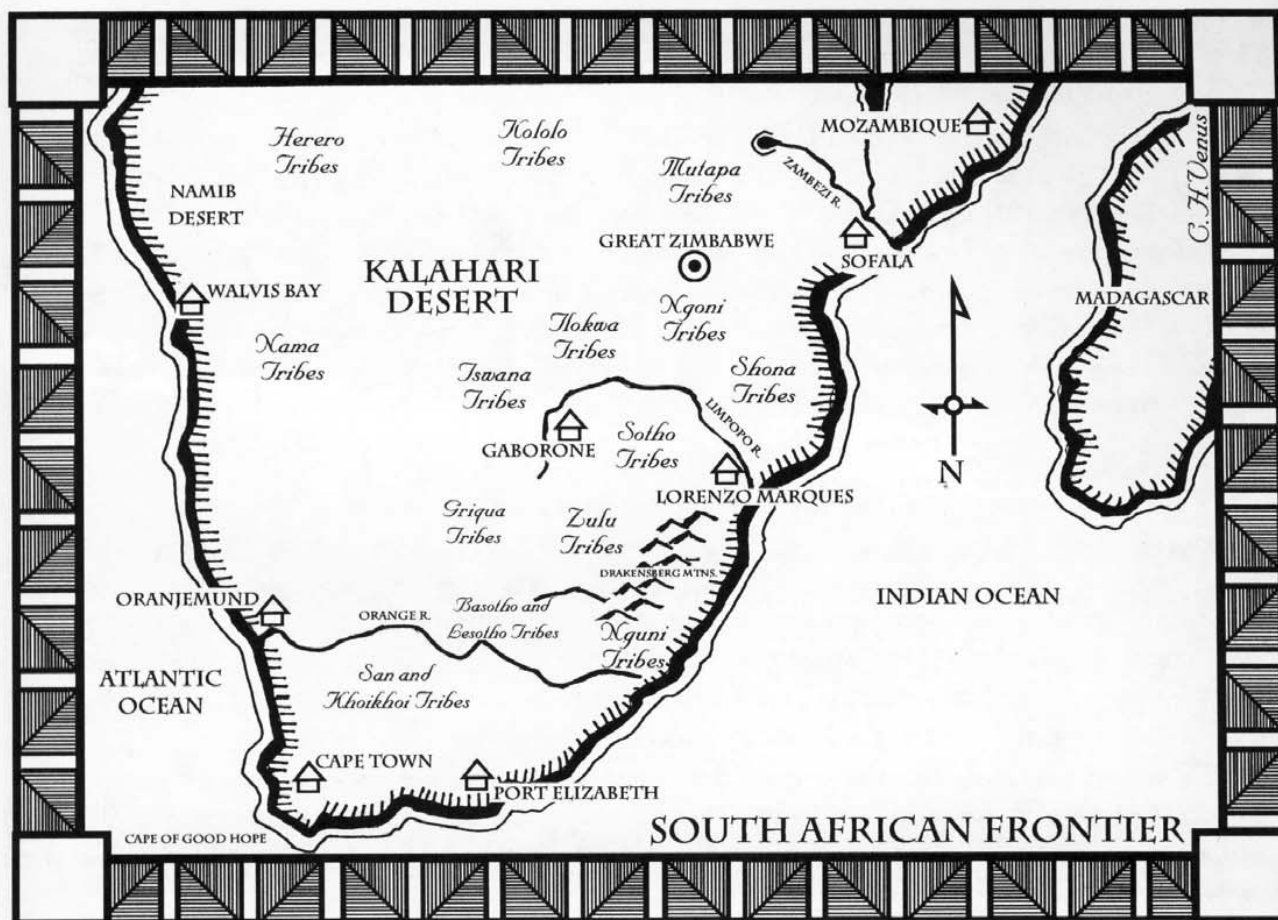 Herero
Tribes
Kololo
Tribes
MOZAMBIQUE
C.H.Venus
Mutapa
Tribes
ZAMBEZI R.
NAMIB
DESERT
GREAT ZIMBABWE
SOFALA
KALAHARI
DESERT
WALVIS BAY
MADAGASCAR
Ngoni
Tribes
Tlokwa
Tribes
Nama
Tribes
Tswana
Tribes
Shona
Tribes
LIMPOPO R.
GABORONE
Sotho
Tribes
N
LORENZO MARQUES
Griqua
Tribes
Zulu
Tribes
DRAKENSBERG MTNS.
ORANJEMUND
ORANGE R.
Basotho and
Lesotho Tribes
INDIAN OCEAN
Nguni
Tribes
ATLANTIC
OCEAN
San and
Khoikhoi Tribes
CAPE TOWN
PORT ELIZABETH
CAPE OF GOOD HOPE
SOUTH AFRICAN FRONTIER